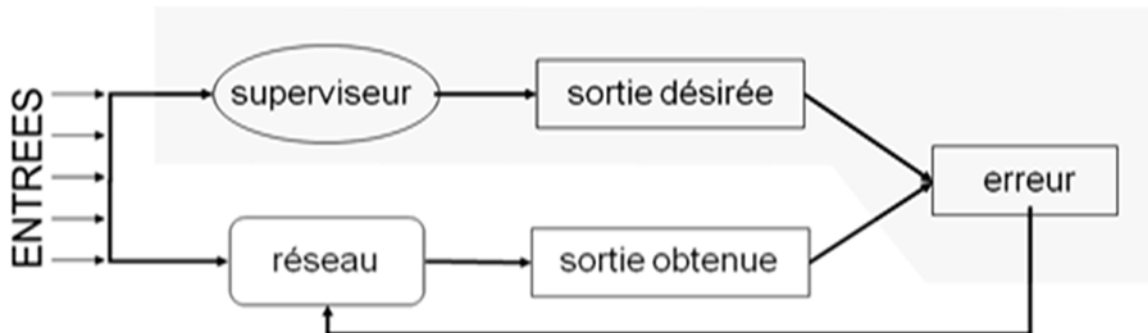 ENTREES
superviseur
sortie désirée
erreur
réseau
sortie obtenue